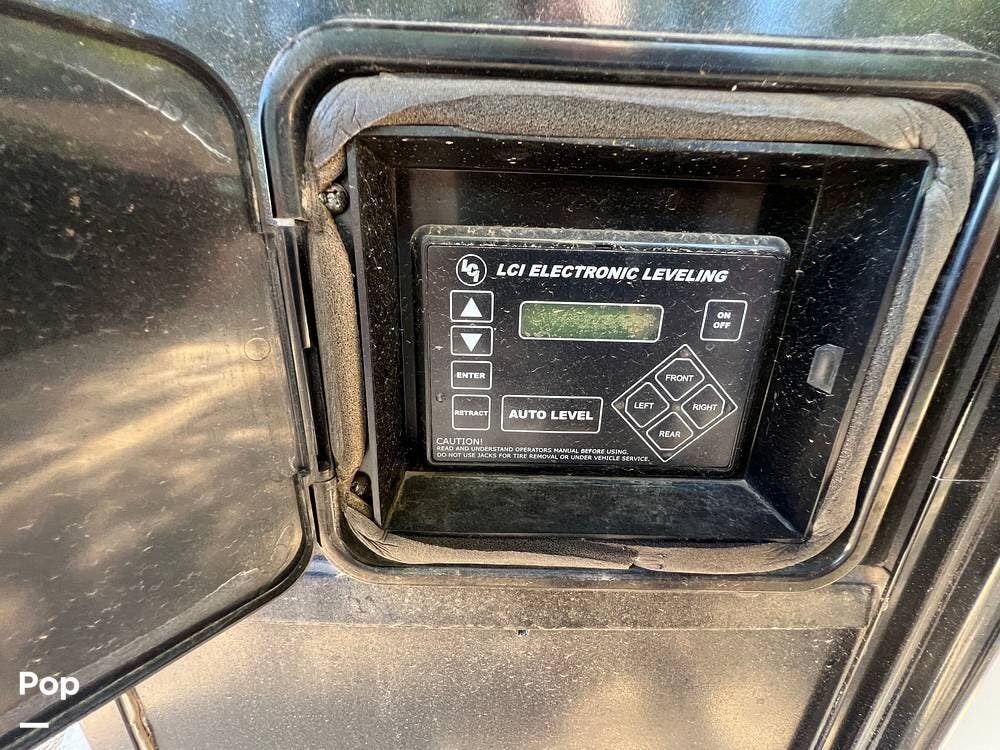 LCI
LCI ELECTRONIC LEVELING
ON
OFF
ENTER
RETRACT
AUTO LEVEL
FRONT
LEFT
RIGHT
REAR
CAUTION!
READ AND UNDERSTAND OPERATORS MANUAL BEFORE USING.
DO NOT USE JACKS FOR TIRE REMOVAL OR UNDER VEHICLE SERVICE.
Pop